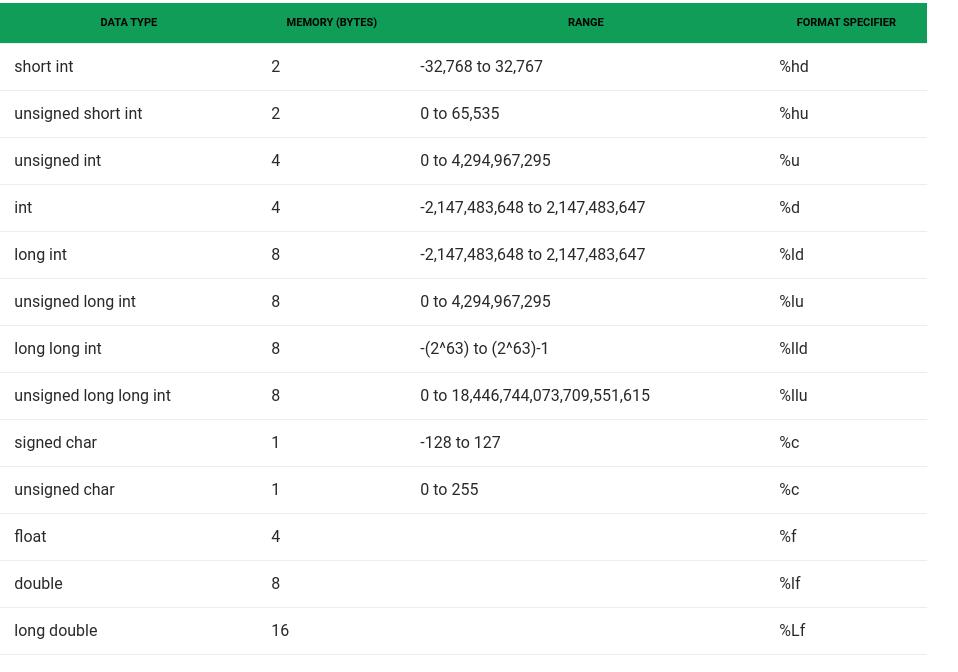 DATA TYPE MEMORY (BYTES) RANGE FORMAT SPECIFIER
short int 2 -32,768 to 32,767 %hd
unsigned short int 2 0 to 65,535 %hu
unsigned int 4 0 to 4,294,967,295 %u
int 4 -2,147,483,648 to 2,147,483,647 %d
long int 8 -2,147,483,648 to 2,147,483,647 %ld
unsigned long int 8 0 to 4,294,967,295 %lu
long long int 8 -(2^63) to (2^63)-1 %lld
unsigned long long int 8 0 to 18,446,744,073,709,551,615 %llu
signed char 1 -128 to 127 %c
unsigned char 1 0 to 255 %c
float 4 %f
double 8 %lf
long double 16 %Lf